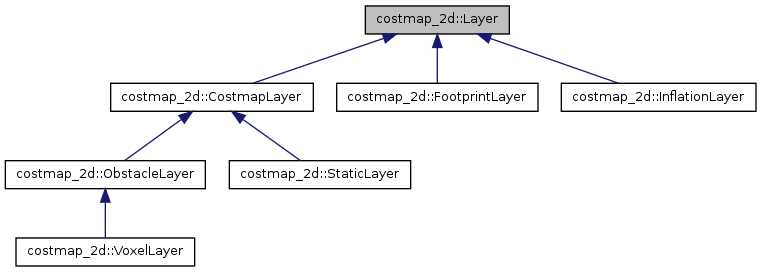 costmap_2d::Layer
costmap_2d::CostmapLayer
costmap_2d::FootprintLayer
costmap_2d::InflationLayer
costmap_2d::ObstacleLayer
costmap_2d::StaticLayer
costmap_2d::VoxelLayer